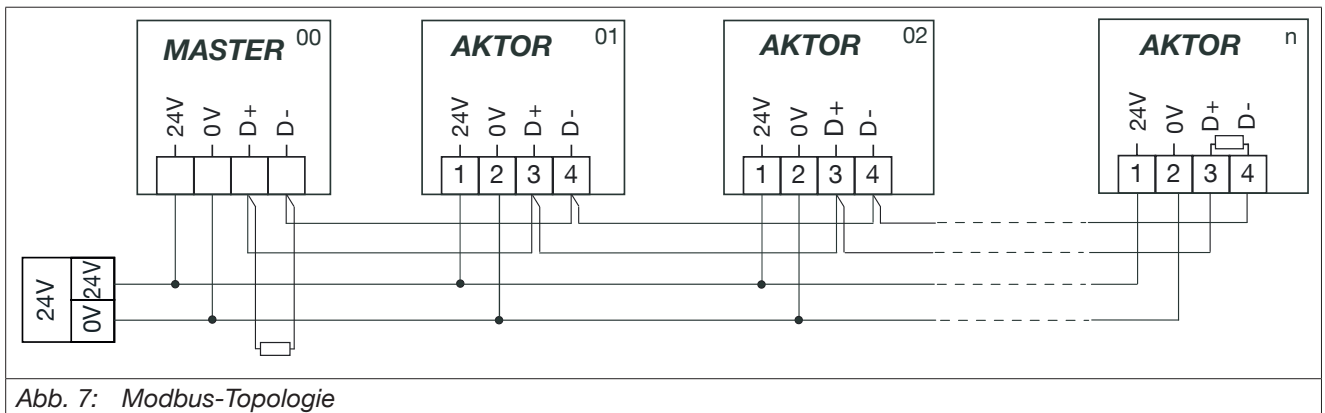 MASTER 00
AKTOR 01
AKTOR 02
AKTOR n
24V 0V D+ D-
24V 0V D+ D-
24V 0V D+ D-
24V 0V D+ D-
1 2 3 4
1 2 3 4
1 2 3 4
24V
24V
0V
Abb. 7: Modbus-Topologie